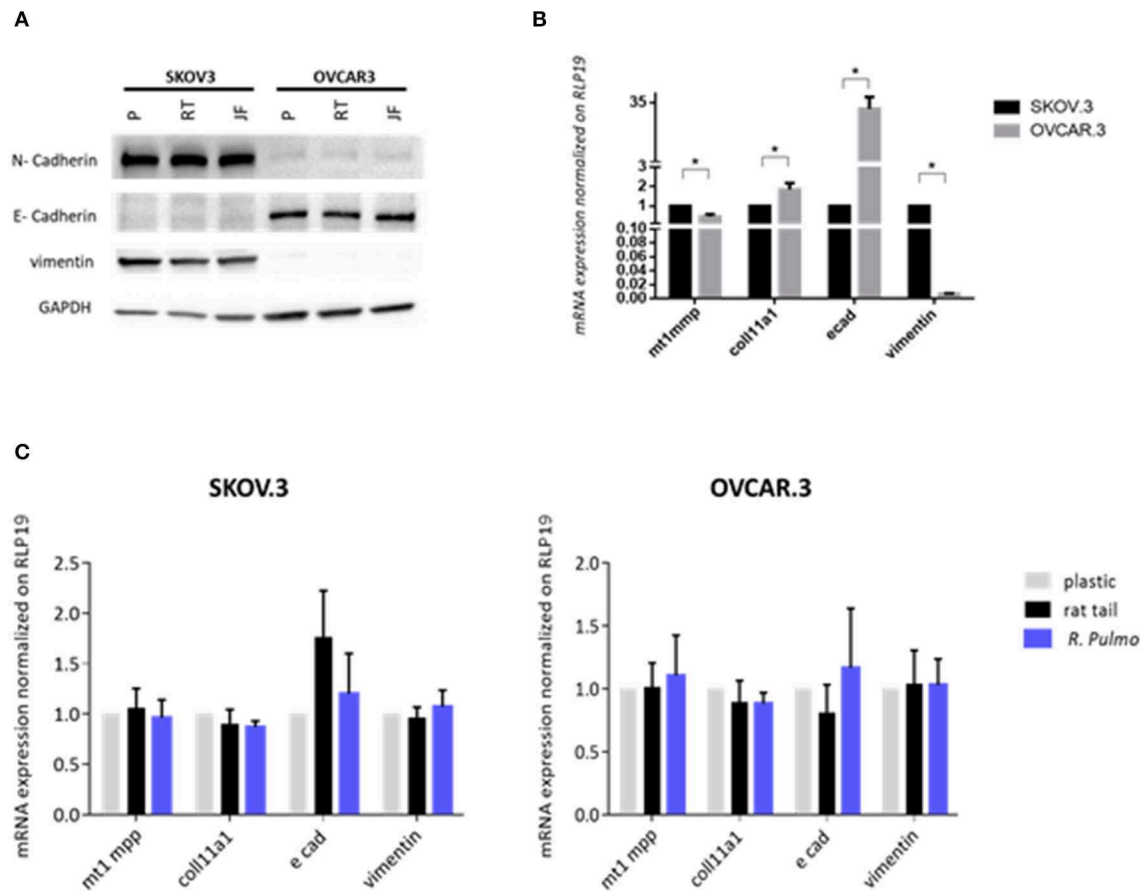 A
SKOV3 OVCAR3
P RT JF P RT JF
N- Cadherin
E- Cadherin
vimentin
GAPDH
B
mRNA expression normalized on RLP19
35
3
2
1
0.10
0.08
0.06
0.04
0.02
0.00
* * * *
mt1mmp coll11a1 ecad vimentin
SKOV.3
OVCAR.3
C
SKOV.3
mRNA expression normalized on RLP19
2.5
2.0
1.5
1.0
0.5
0.0
mt1 mpp coll11a1 e cad vimentin
OVCAR.3
mRNA expression normalized on RLP19
2.0
1.5
1.0
0.5
0.0
mt1 mpp coll11a1 e cad vimentin
plastic
rat tail
R. Pulmo